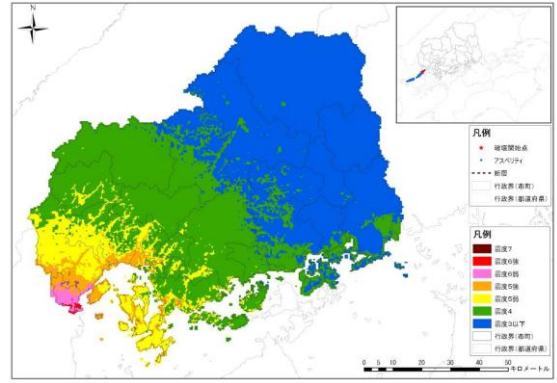 N
凡例
破壊開始点
アスペリティ
断層
行政界(市町)
行政界(都道府県)
凡例
震度7
震度6強
震度6弱
震度5強
震度5弱
震度4
震度3以下
行政界(市町)
行政界(都道府県)
0 5 10 20 30 40 50
キロメートル